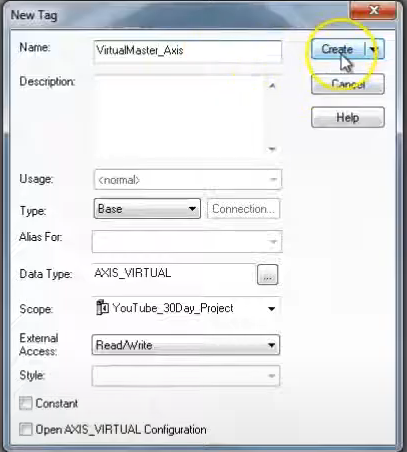 New Tag
Name: VirtualMaster_Axis Create
Description: Cancel
Help
Usage: <normal>
Type: Base Connection...
Alias For:
Data Type: AXIS_VIRTUAL ...
Scope: YouTube_30Day_Project
External
Access: Read/Write
Style:
Constant
Open AXIS_VIRTUAL Configuration